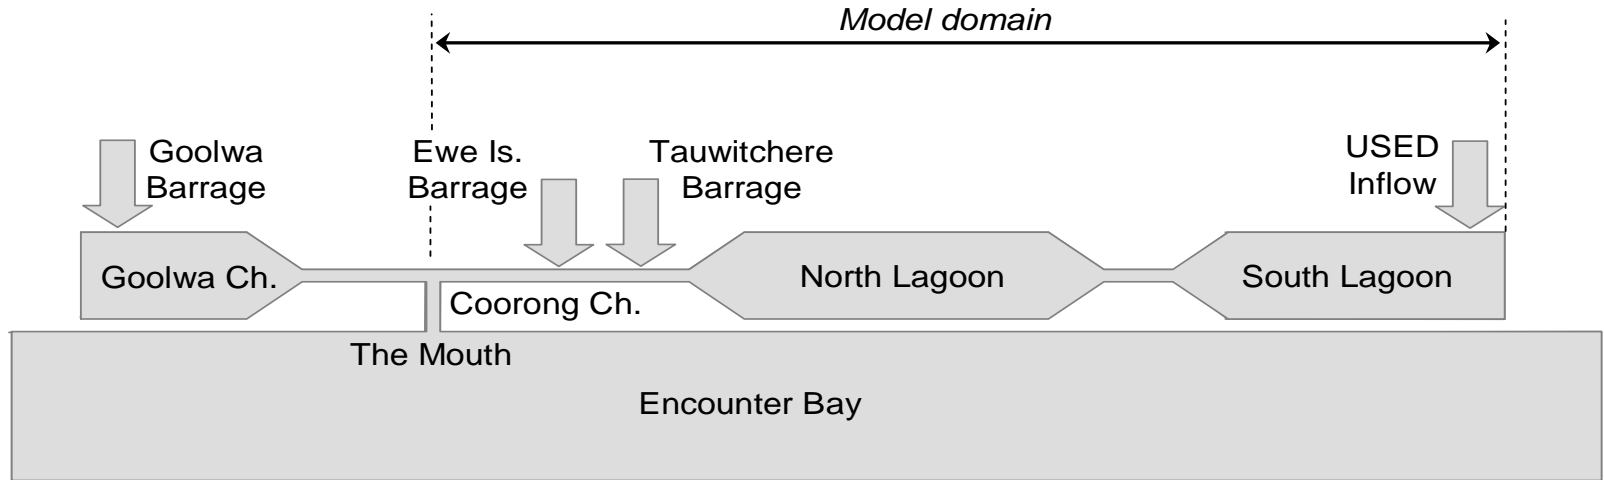 Model domain
Goolwa
Barrage
Ewe Is.
Barrage
Tauwitchere
Barrage
USED
Inflow
Goolwa Ch.
North Lagoon
South Lagoon
Coorong Ch.
The Mouth
Encounter Bay